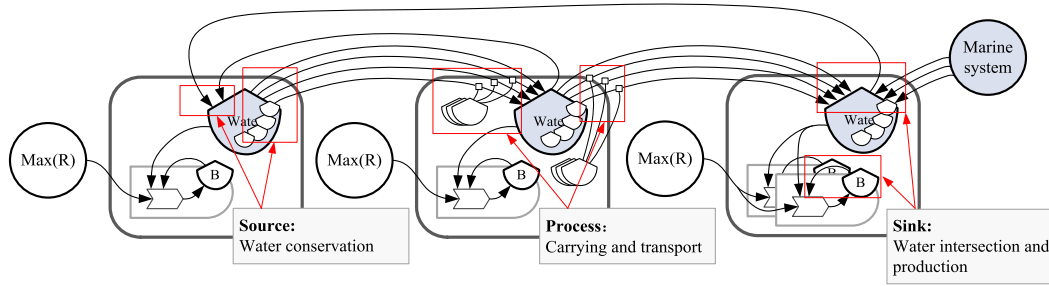 Marine
system
Wate
Wate
Wate
Max(R)
Max(R)
Max(R)
B
B
B
B
Source:
Water conservation
Process：
Carrying and transport
Sink:
Water intersection and
production